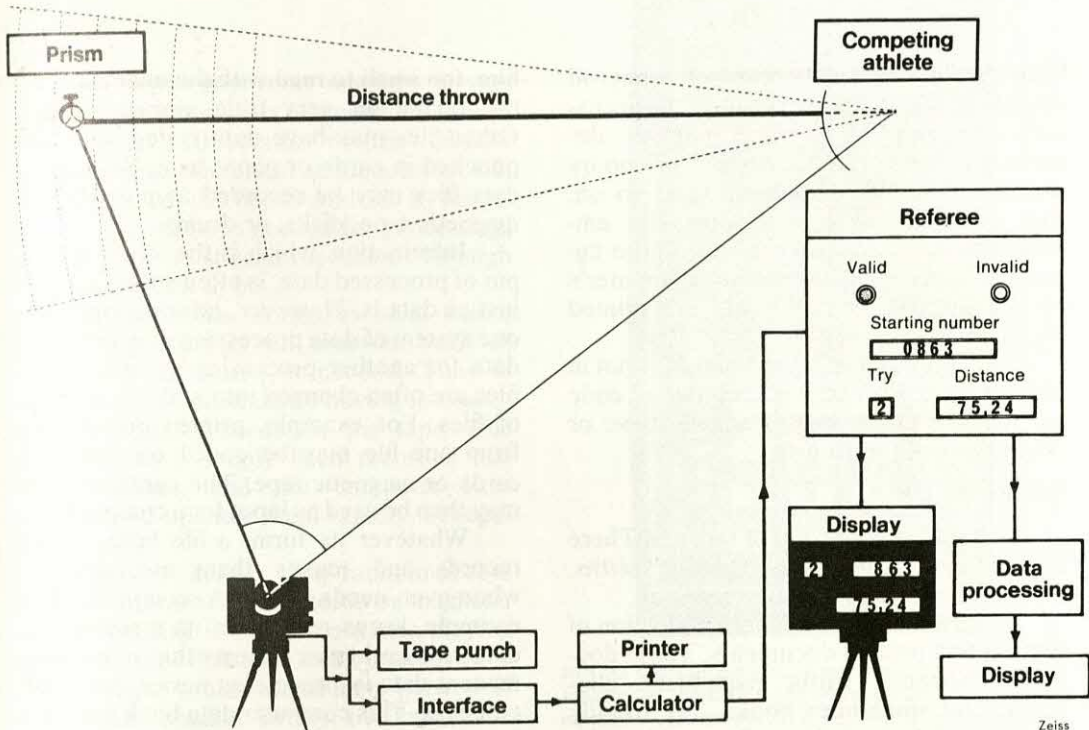 Prism
Competing
athlete
Distance thrown
Referee
Valid
Invalid
Starting number
0863
Try
Distance
2
75,24
Display
2
863
75,24
Data
processing
Display
Tape punch
Printer
Interface
Calculator
Zeiss